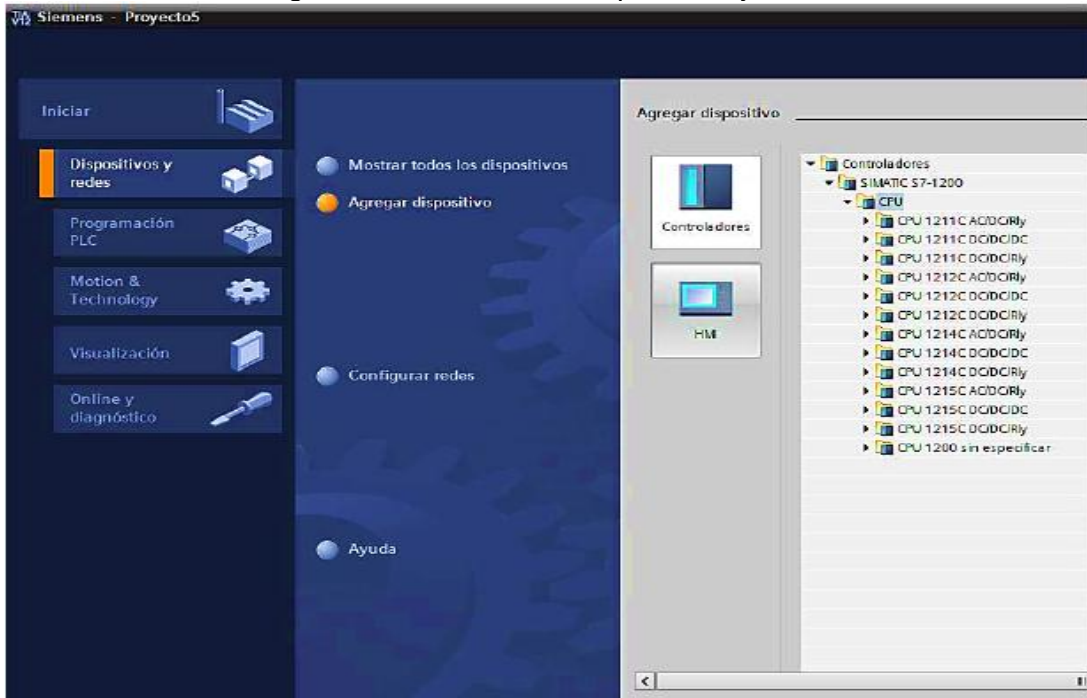 Siemens - Proyecto5
Iniciar
Dispositivos y
redes
Programación
PLC
Motion &
Technology
Visualización
Online y
diagnóstico
Mostrar todos los dispositivos
Agregar dispositivo
Configurar redes
Ayuda
Agregar dispositivo
Controladores
HMI
Controladores
SIMATIC S7-1200
CPU
CPU 1211C AC/DC/Rly
CPU 1211C DC/DC/DC
CPU 1211C DC/DC/Rly
CPU 1212C AC/DC/Rly
CPU 1212C DC/DC/DC
CPU 1212C DC/DC/Rly
CPU 1214C AC/DC/Rly
CPU 1214C DC/DC/DC
CPU 1214C DC/DC/Rly
CPU 1215C AC/DC/Rly
CPU 1215C DC/DC/DC
CPU 1215C DC/DC/Rly
CPU 1200 sin especificar